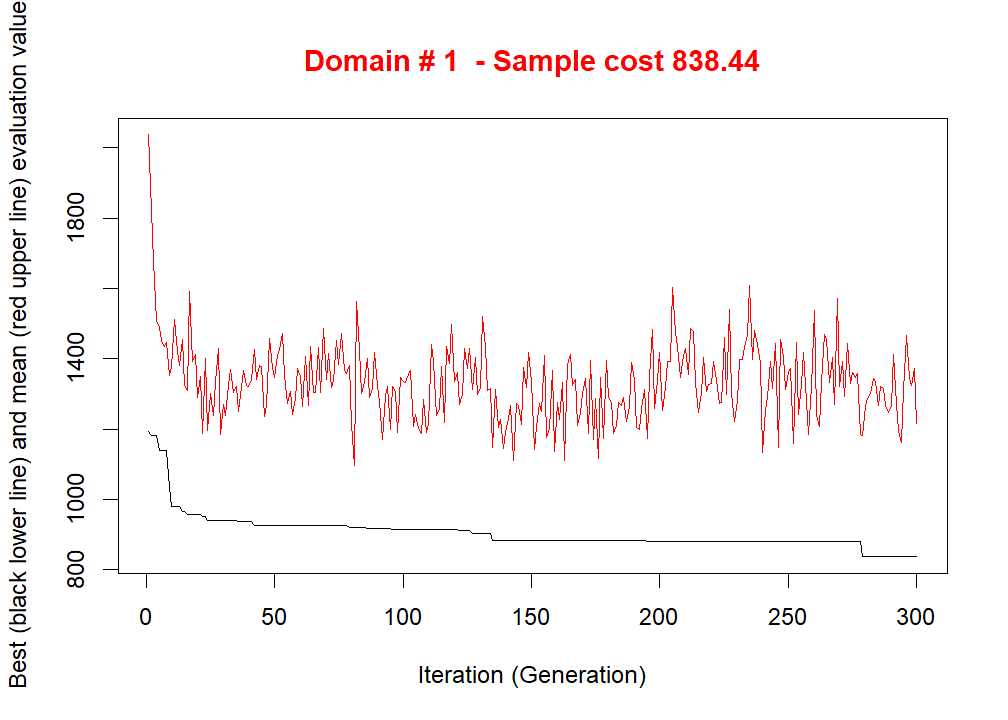 Domain # 1  - Sample cost 838.44
Best (black lower line) and mean (red upper line) evaluation value
1800
1400
1000
800
0 50 100 150 200 250 300
Iteration (Generation)